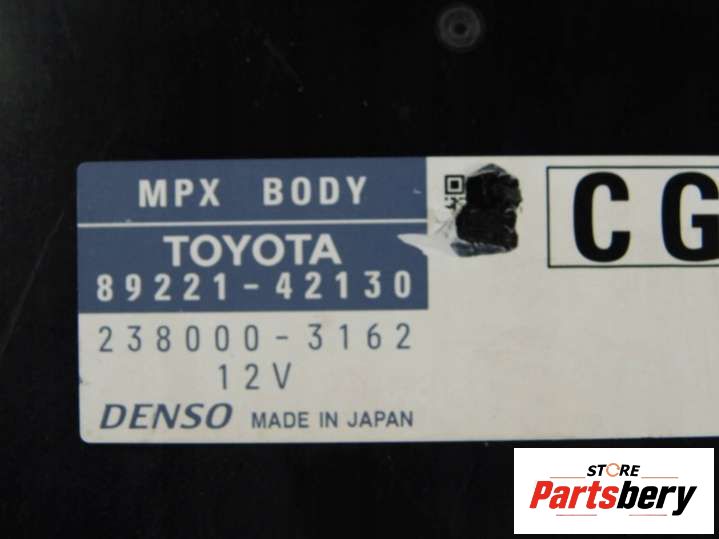 MPX BODY
TOYOTA
89221-42130
238000-3162
12V
DENSO MADE IN JAPAN
CG
STORE
Partsbery